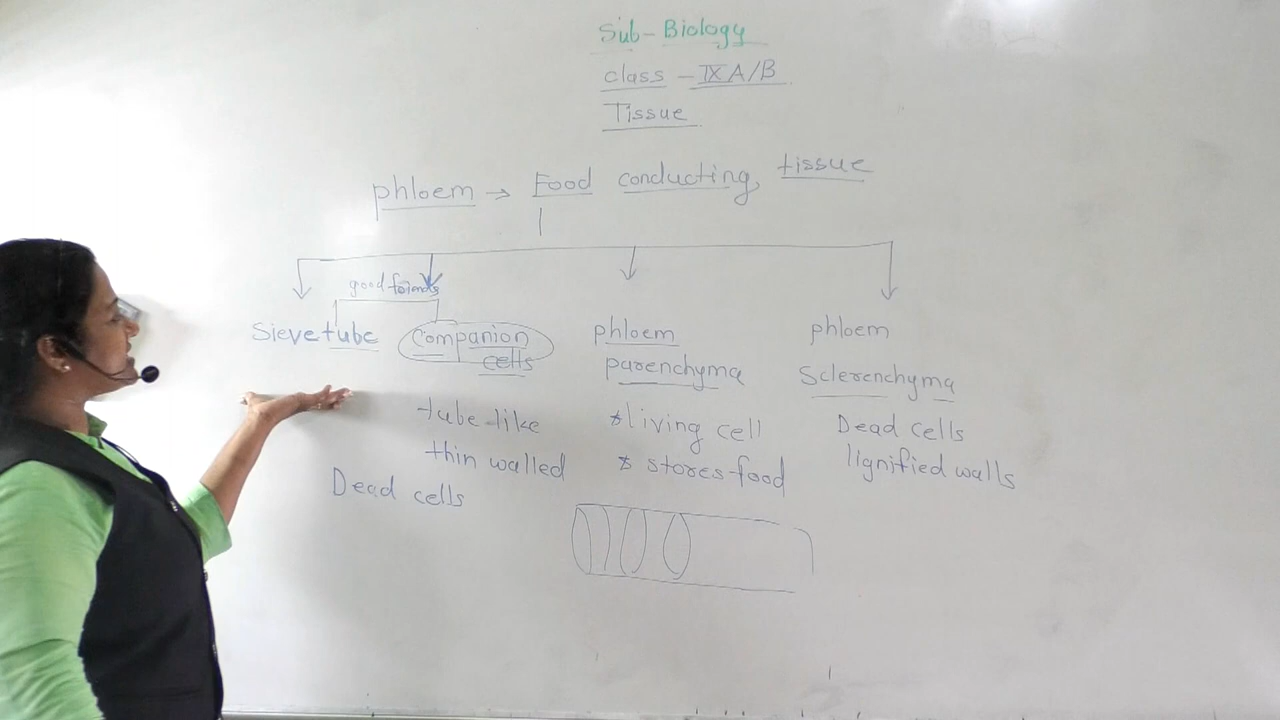 Sub-Biology
class - IX A/B
Tissue
phloem → Food conducting tissue
good friends
Sieve tube
Companion
cells
phloem
parenchyma
phloem
Sclerenchyma
tube-like
thin walled
Dead cells
* living cell
* stores food
Dead cells
lignified walls